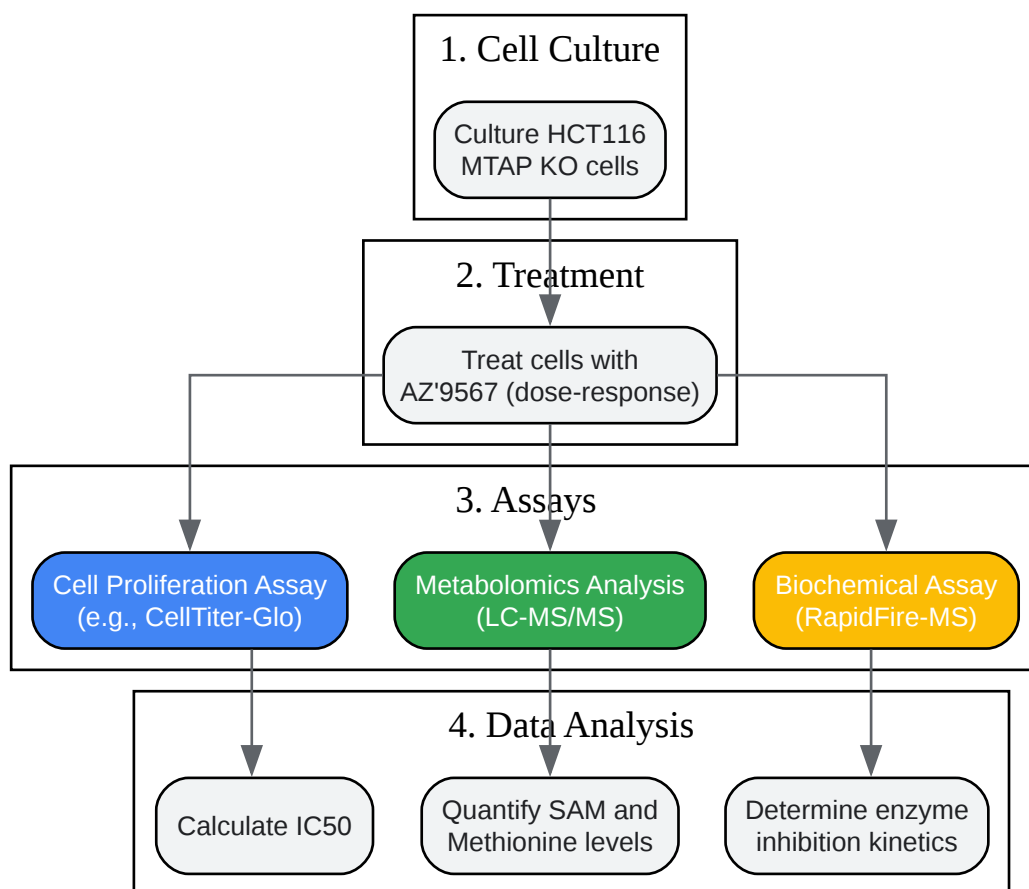 1. Cell Culture
Culture HCT116
MTAP KO cells
2. Treatment
Treat cells with
AZ'9567 (dose-response)
3. Assays
Cell Proliferation Assay
(e.g., CellTiter-Glo)
Metabolomics Analysis
(LC-MS/MS)
Biochemical Assay
(RapidFire-MS)
4. Data Analysis
Calculate IC50
Quantify SAM and
Methionine levels
Determine enzyme
inhibition kinetics